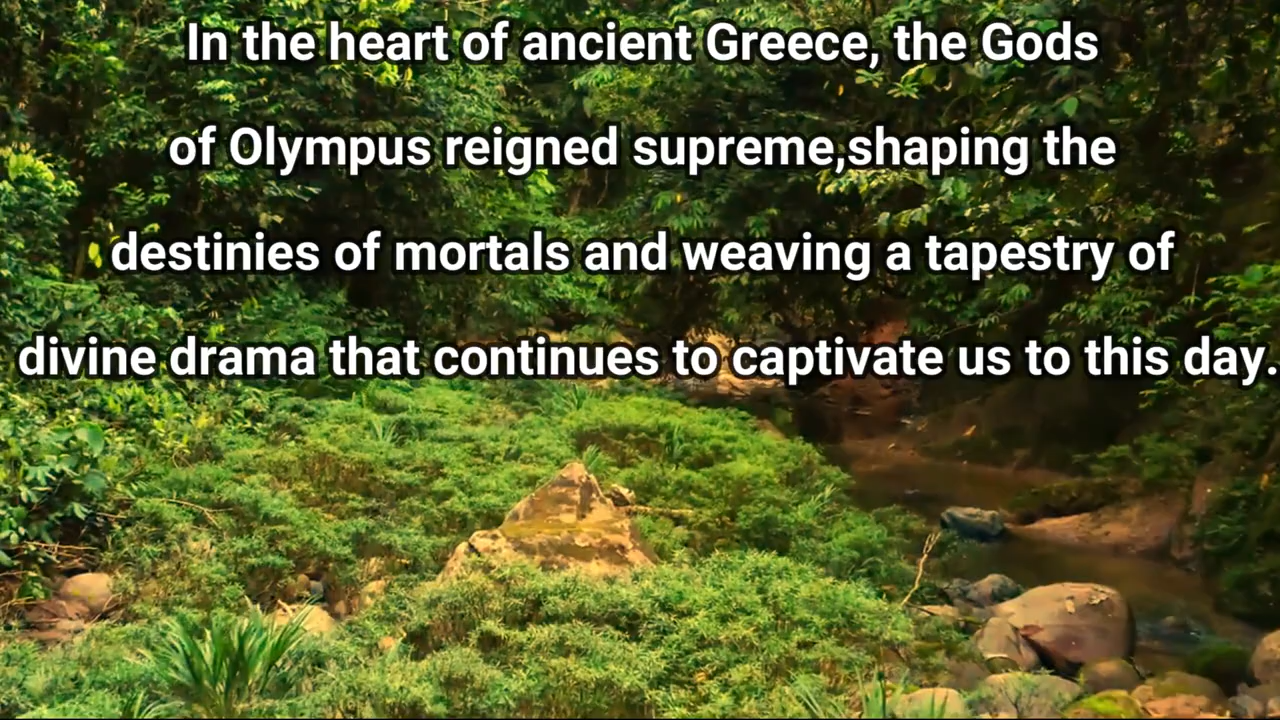 In the heart of ancient Greece, the Gods
of Olympus reigned supreme,shaping the
destinies of mortals and weaving a tapestry of
divine drama that continues to captivate us to this day.